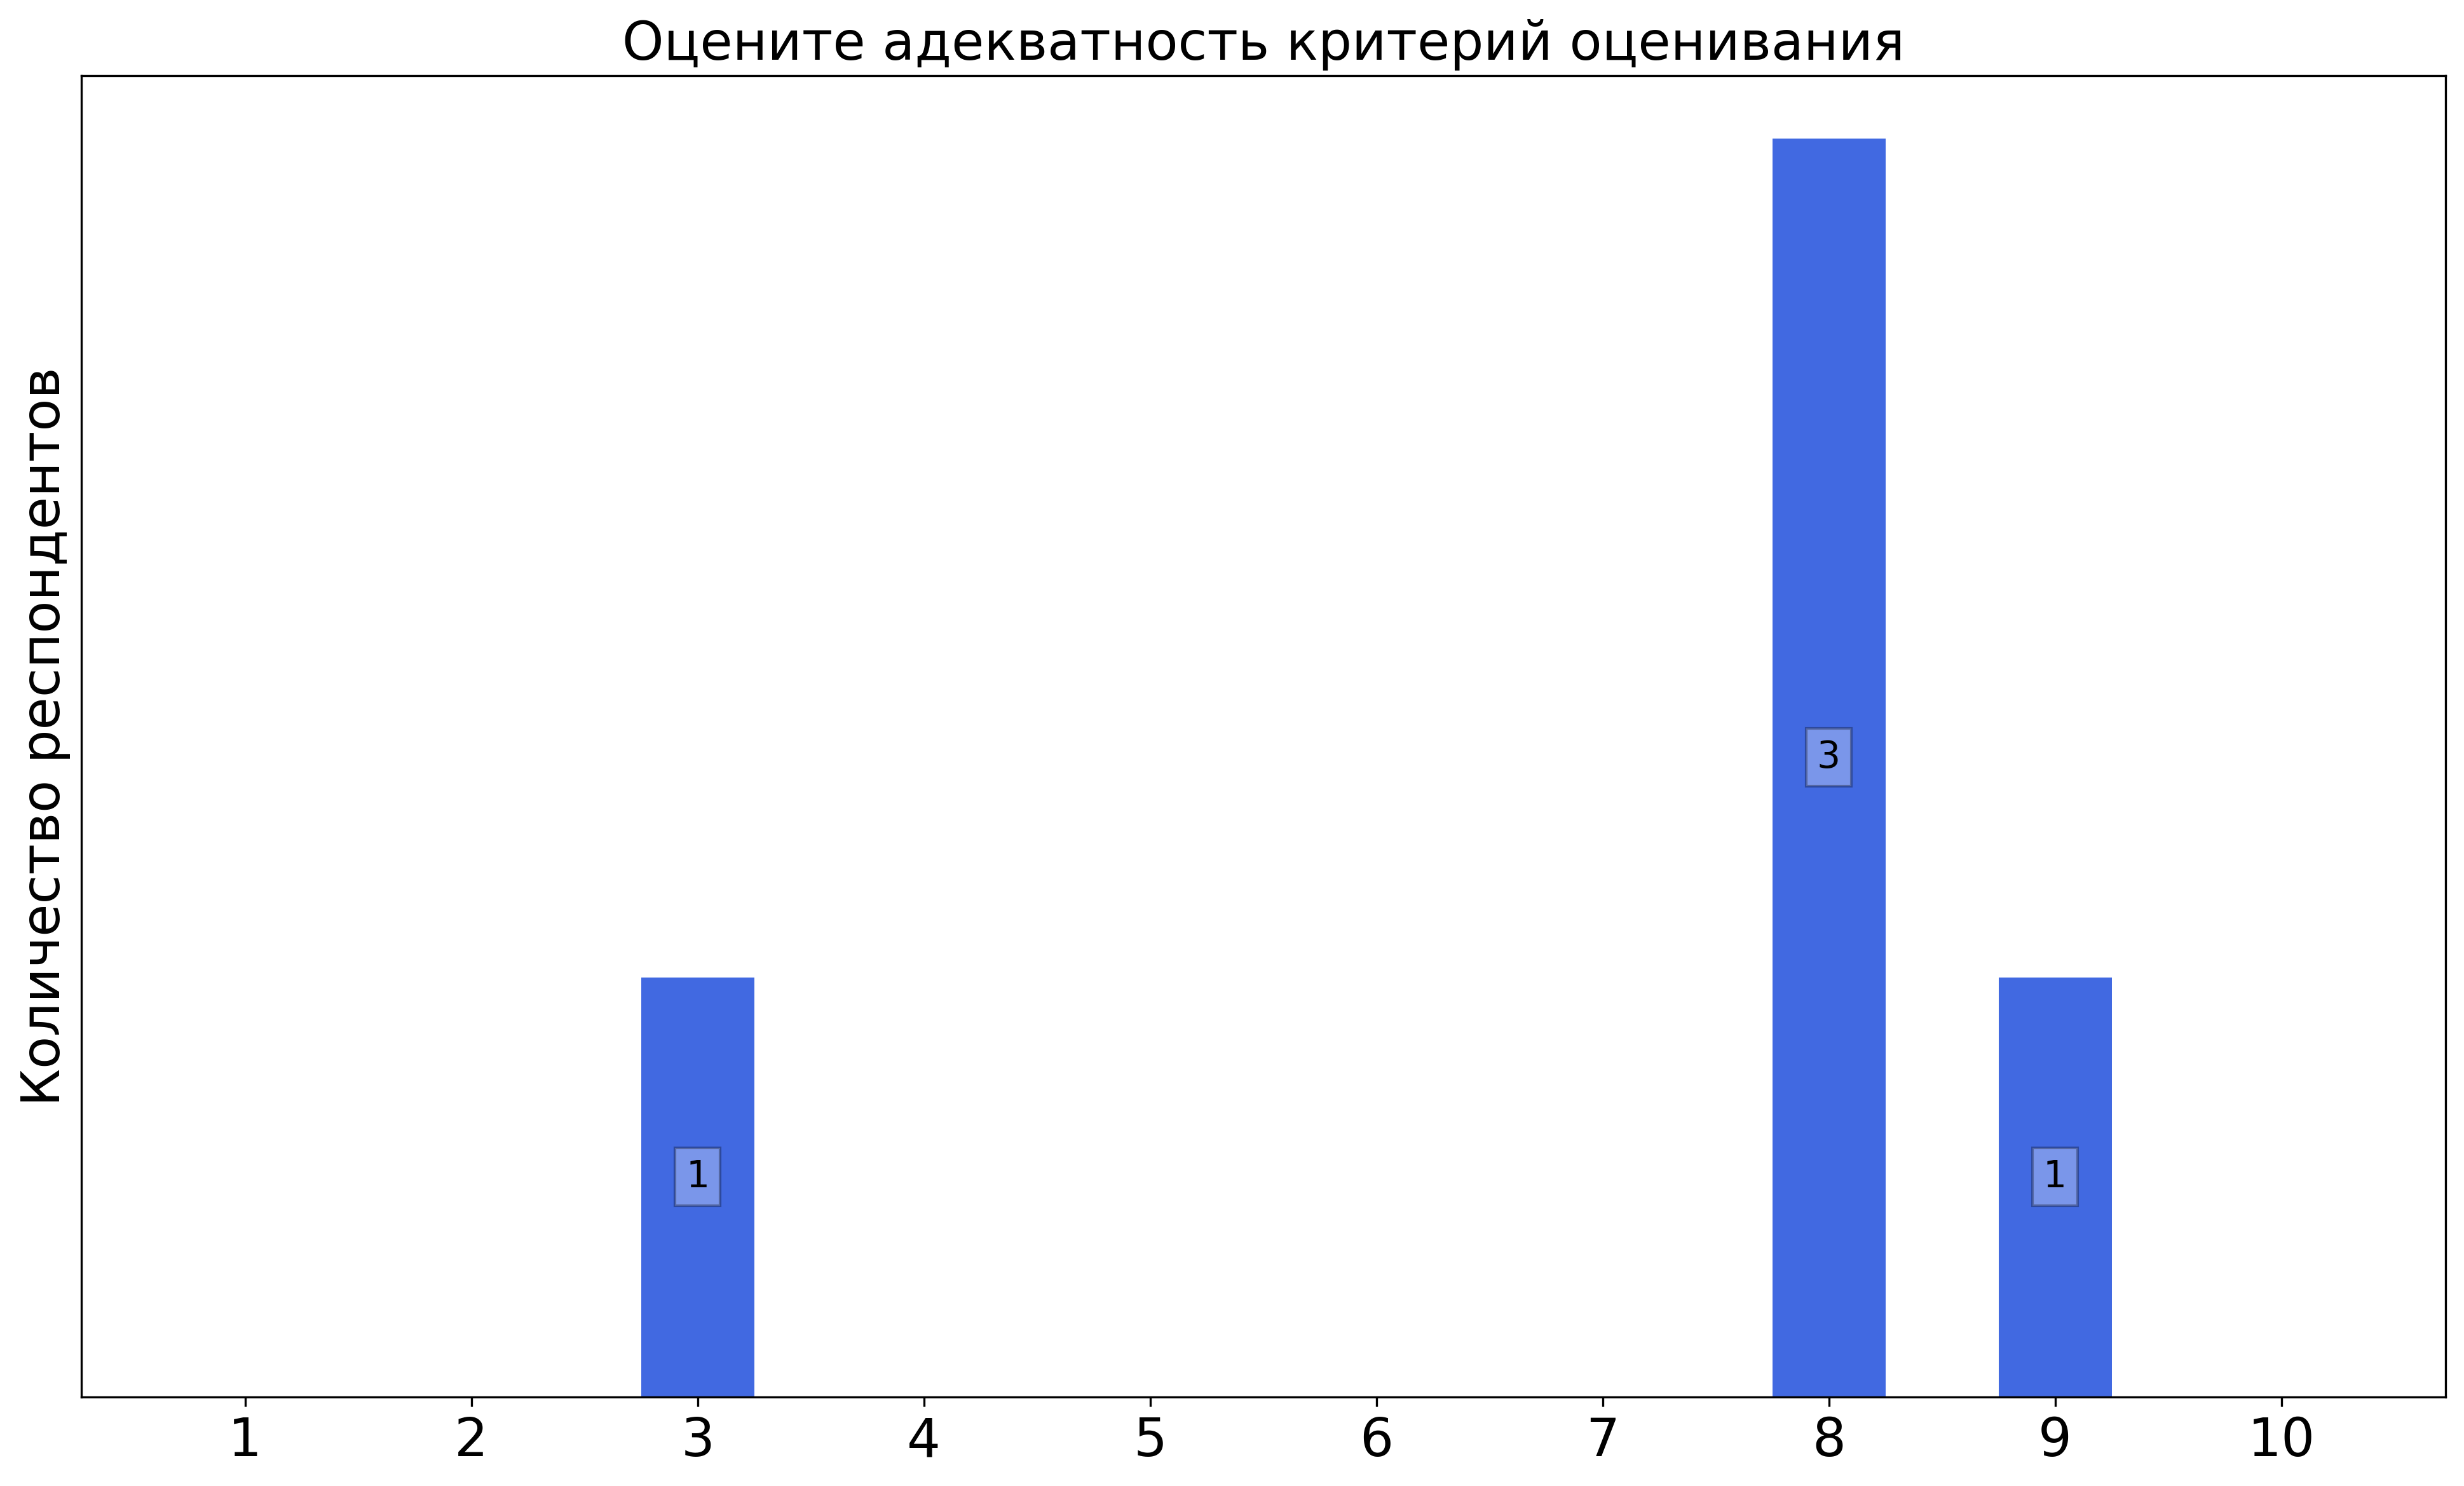 Оцените адекватность критерий оценивания
Количество респондентов
3
1
1
1 2 3 4 5 6 7 8 9 10